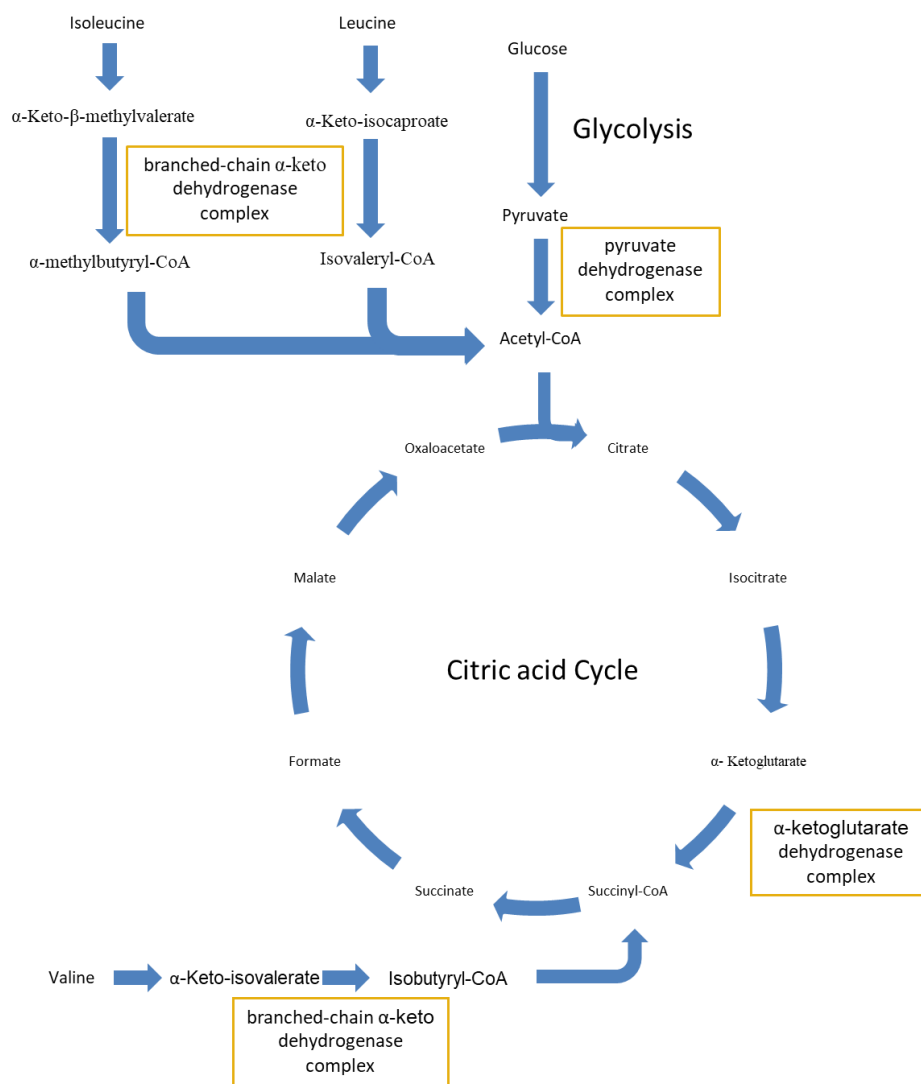 Isoleucine
Leucine
Glucose
α-Keto-β-methylvalerate
α-Keto-isocaproate
Glycolysis
branched-chain α-keto
dehydrogenase
complex
Pyruvate
α-methylbutyryl-CoA
Isovaleryl-CoA
pyruvate
dehydrogenase
complex
Acetyl-CoA
Oxaloacetate
Citrate
Malate
Isocitrate
Citric acid Cycle
Formate
α- Ketoglutarate
α-ketoglutarate
dehydrogenase
complex
Succinate
Succinyl-CoA
Valine
α-Keto-isovalerate
Isobutyryl-CoA
branched-chain α-keto
dehydrogenase
complex